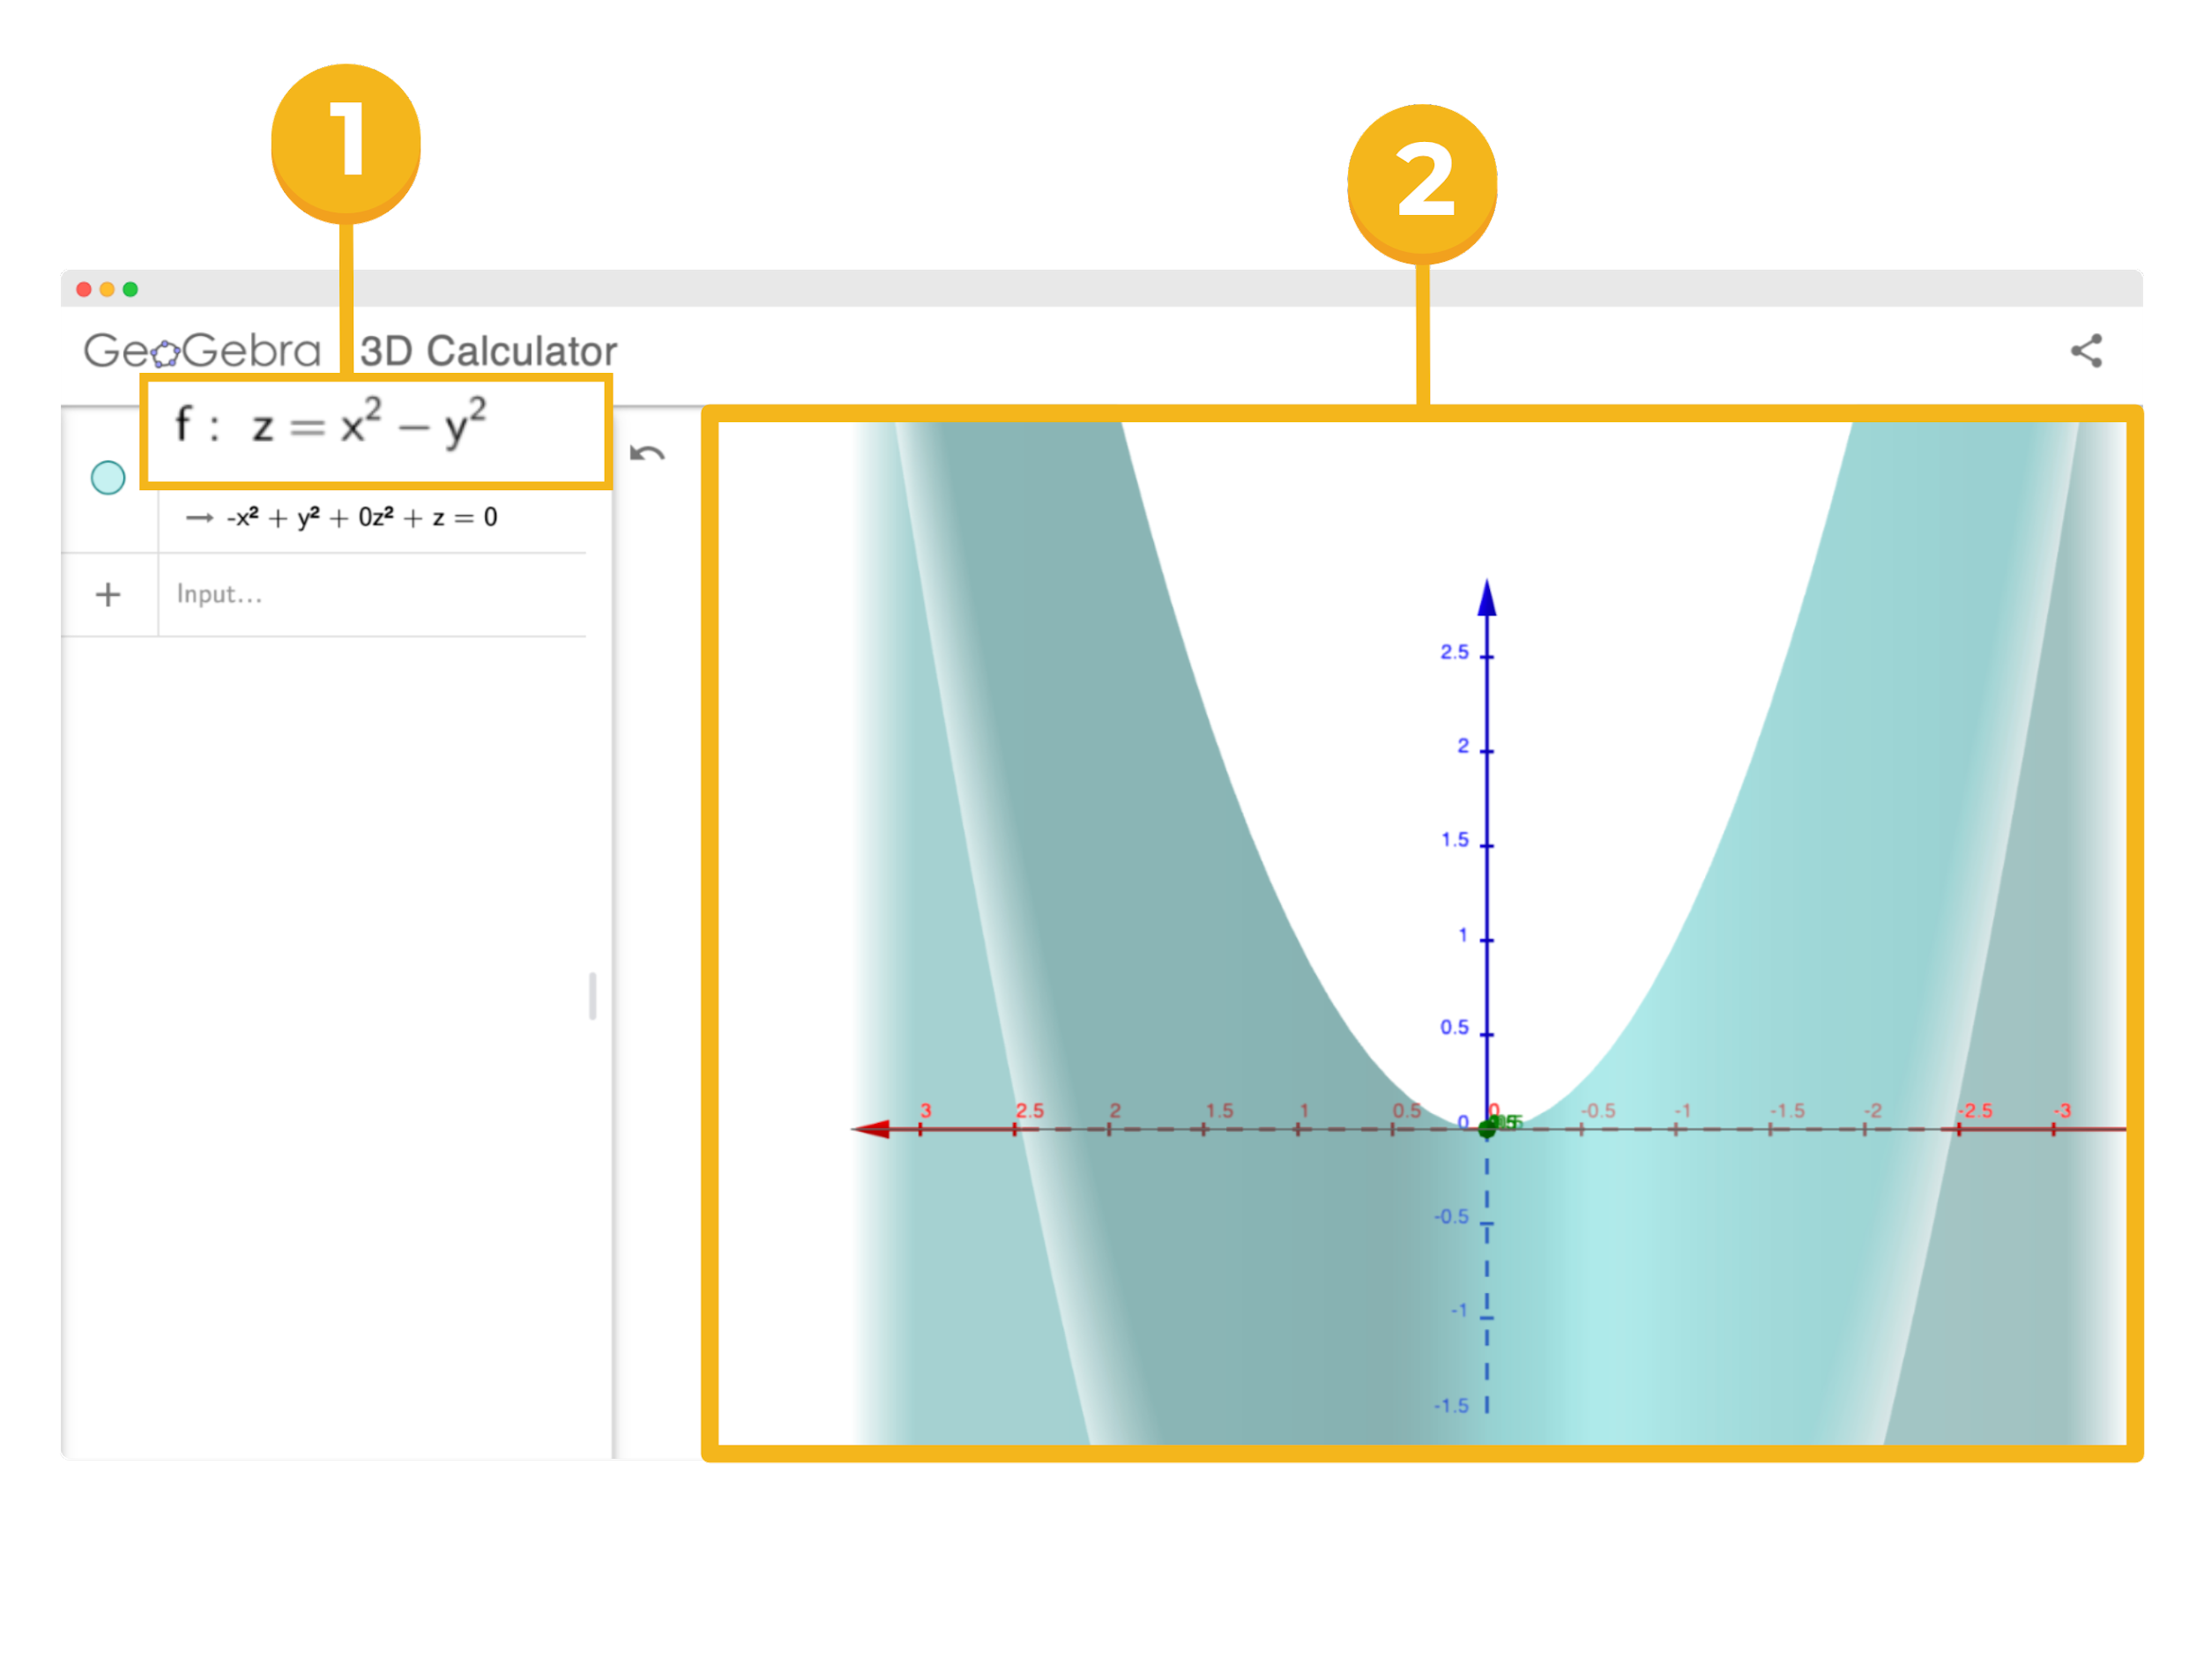 1
2
GeoGebra 3D Calculator
f : z = x² − y²
→ -x² + y² + 0z² + z = 0
+ Input...
2.5
2
1.5
1
0.5
3 2.5 2 1.5 1 0.5 0 0 -0.5 -1 -1.5 -2 -2.5 -3
-0.5
-1
-1.5